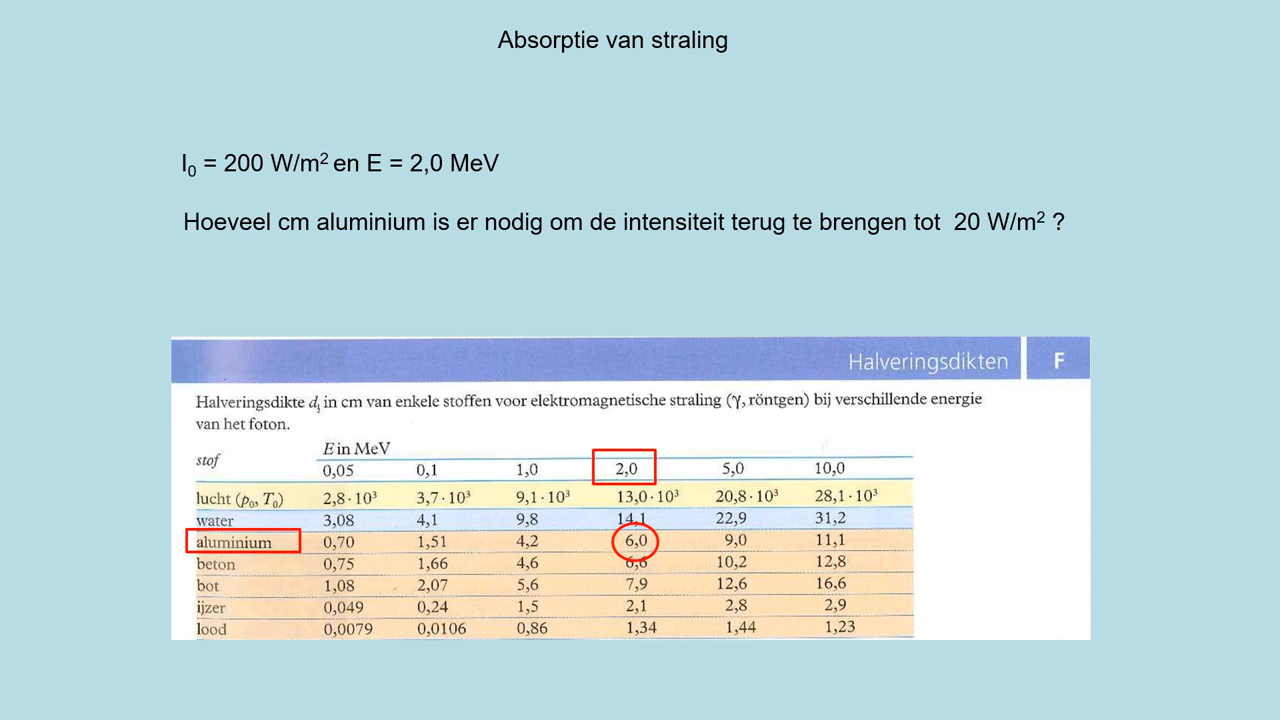 Absorptie van straling
I₀ = 200 W/m² en E = 2,0 MeV
Hoeveel cm aluminium is er nodig om de intensiteit terug te brengen tot 20 W/m² ?
Halveringsdikten F
Halveringsdikte d½ in cm van enkele stoffen voor elektromagnetische straling (γ, röntgen) bij verschillende energie
van het foton.
stof E in MeV
0,05 0,1 1,0 2,0 5,0 10,0
lucht (p₀, T₀) 2,8 · 10³ 3,7 · 10³ 9,1 · 10³ 13,0 · 10³ 20,8 · 10³ 28,1 · 10³
water 3,08 4,1 9,8 14,1 22,9 31,2
aluminium 0,70 1,51 4,2 6,0 9,0 11,1
beton 0,75 1,66 4,6 6,6 10,2 12,8
bot 1,08 2,07 5,6 7,9 12,6 16,6
ijzer 0,049 0,24 1,5 2,1 2,8 2,9
lood 0,0079 0,0106 0,86 1,34 1,44 1,23